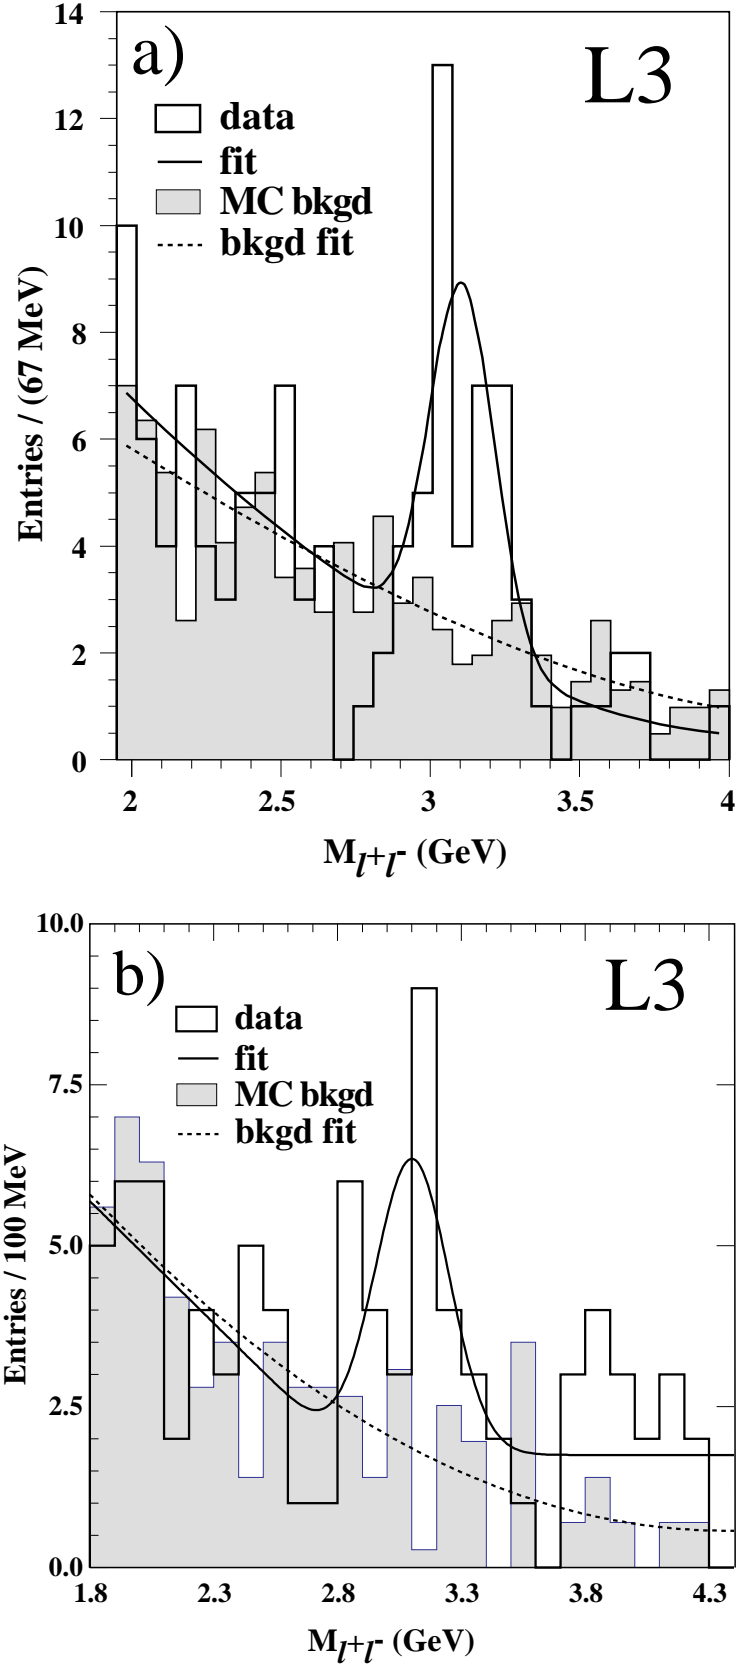 14
a)
L3
12
data
fit
MC bkgd
bkgd fit
10
8
6
4
2
0
Entries / (67 MeV)
2 2.5 3 3.5 4
M l+l- (GeV)
10.0
b)
L3
data
fit
MC bkgd
bkgd fit
7.5
5.0
2.5
0.0
Entries / 100 MeV
1.8 2.3 2.8 3.3 3.8 4.3
M l+l- (GeV)